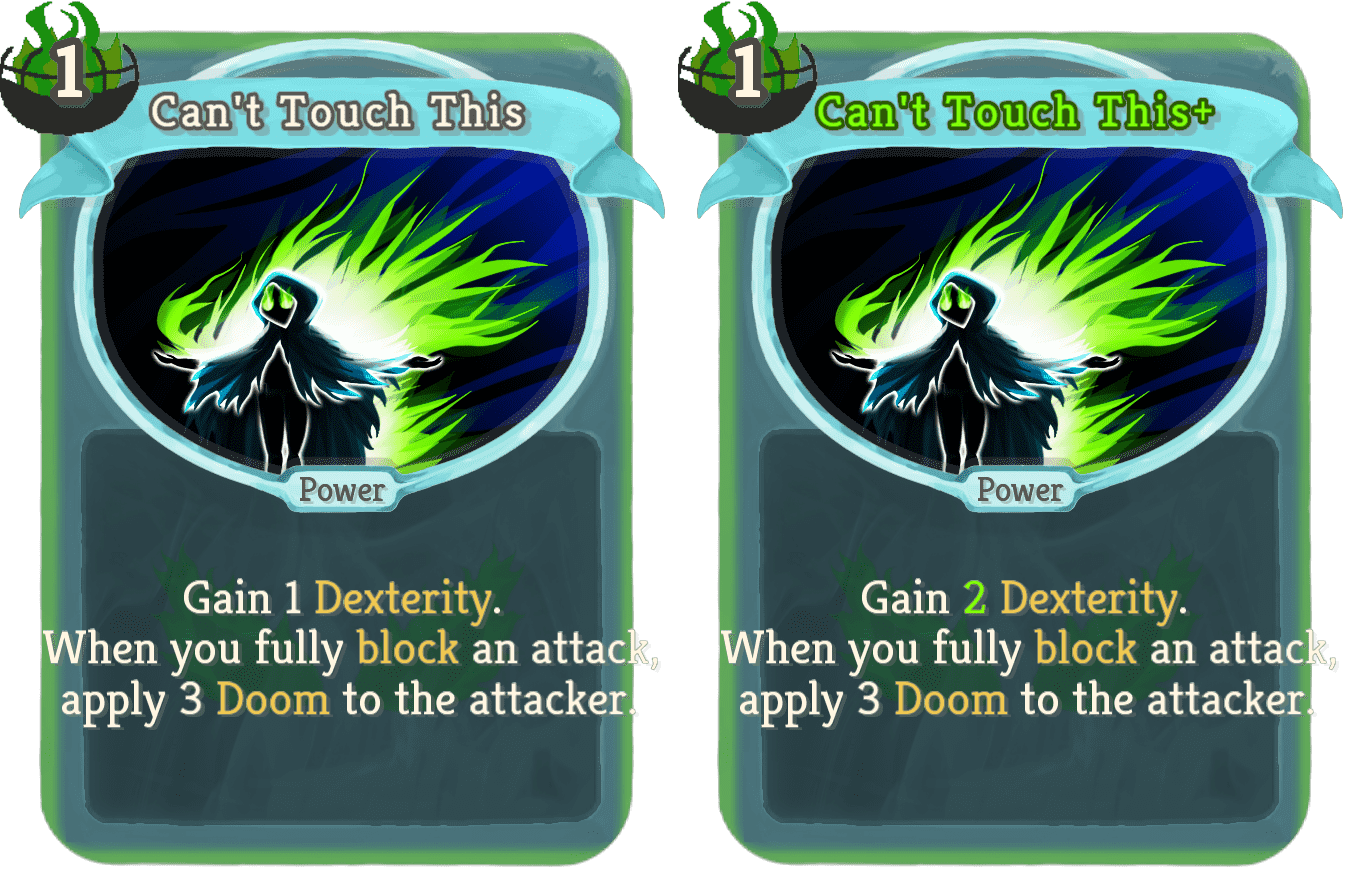 1
Can't Touch This
Power
Gain 1 Dexterity.
When you fully block an attack,
apply 3 Doom to the attacker.
1
Can't Touch This+
Power
Gain 2 Dexterity.
When you fully block an attack,
apply 3 Doom to the attacker.